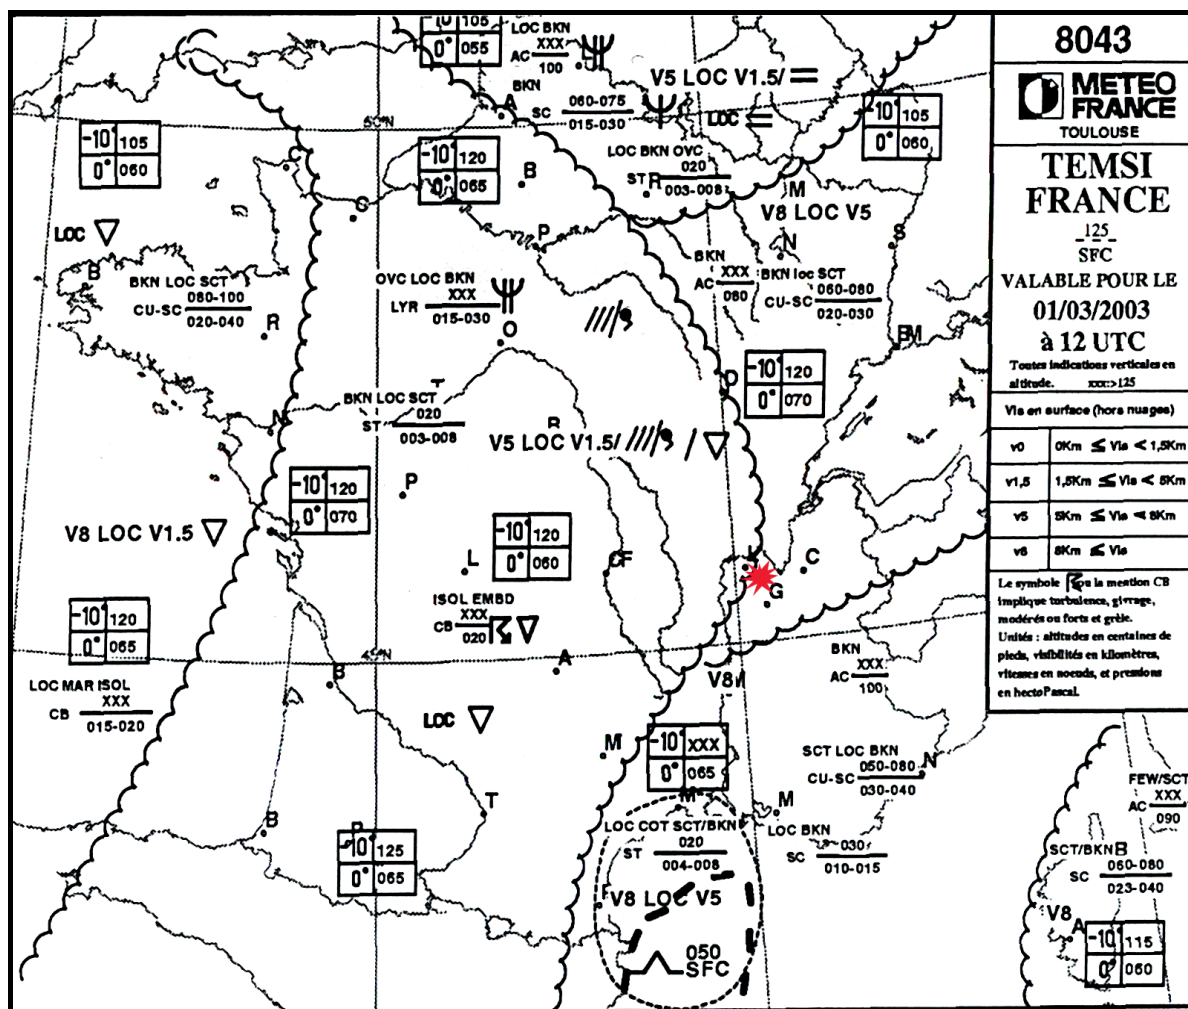 -10° 105
0° 055
LOC BKN
XXX
AC
100
BKN
060-075
SC
015-030
V5 LOC V1.5/
LOC
A
-10° 105
0° 060
-10° 105
0° 060
50°N
-10° 120
0° 065
B
LOC BKN OVC
020
ST R
003-008
M
V8 LOC V5
C
P
N
S
LOC
B
BKN LOC SCT
080-100
CU-SC
020-040
R
OVC LOC BKN
XXX
LYR
015-030
O
BKN
XXX
AC
080
BKN loc SCT
060-080
CU-SC
020-030
BM
D
-10° 120
0° 070
T
BKN LOC SCT
020
ST
003-008
N
B
V5 LOC V1.5/ /
P
-10° 120
0° 070
V8 LOC V1.5
-10° 120
0° 060
L
CF
L
C
G
ISOL EMBD
XXX
CB
020
-10° 120
0° 065
45°N
B
A
LOC MAR ISOL
XXX
CB
015-020
LOC
V8
BKN
XXX
AC
100
M
-10° XXX
0° 065
SCT LOC BKN
050-080
CU-SC
030-040
N
T
B
P
-10° 125
0° 065
M
M
LOC COT SCT/BKN
020
ST
004-008
LOC BKN
030
SC
010-015
P
V8 LOC V5
050
SFC
FEW/SCT
XXX
AC
090
SCT/BKN B
060-080
SC
023-040
V8
A
-10° 115
0° 060
8043
METEO
FRANCE
TOULOUSE
TEMSI
FRANCE
125
SFC
VALABLE POUR LE
01/03/2003
à 12 UTC
Toutes indications verticales en
altitude. xxx:>125
Vis en surface (hors nuages)
v0 0Km ≤ Vis < 1,5Km
v1,5 1,5Km ≤ Vis < 5Km
v5 5Km ≤ Vis < 8Km
v8 8Km ≤ Vis
Le symbole ou la mention CB
implique turbulence, givrage,
modérés ou forts et grêle.
Unités : altitudes en centaines de
pieds, visibilités en kilomètres,
vitesses en noeuds, et pressions
en hectoPascal.